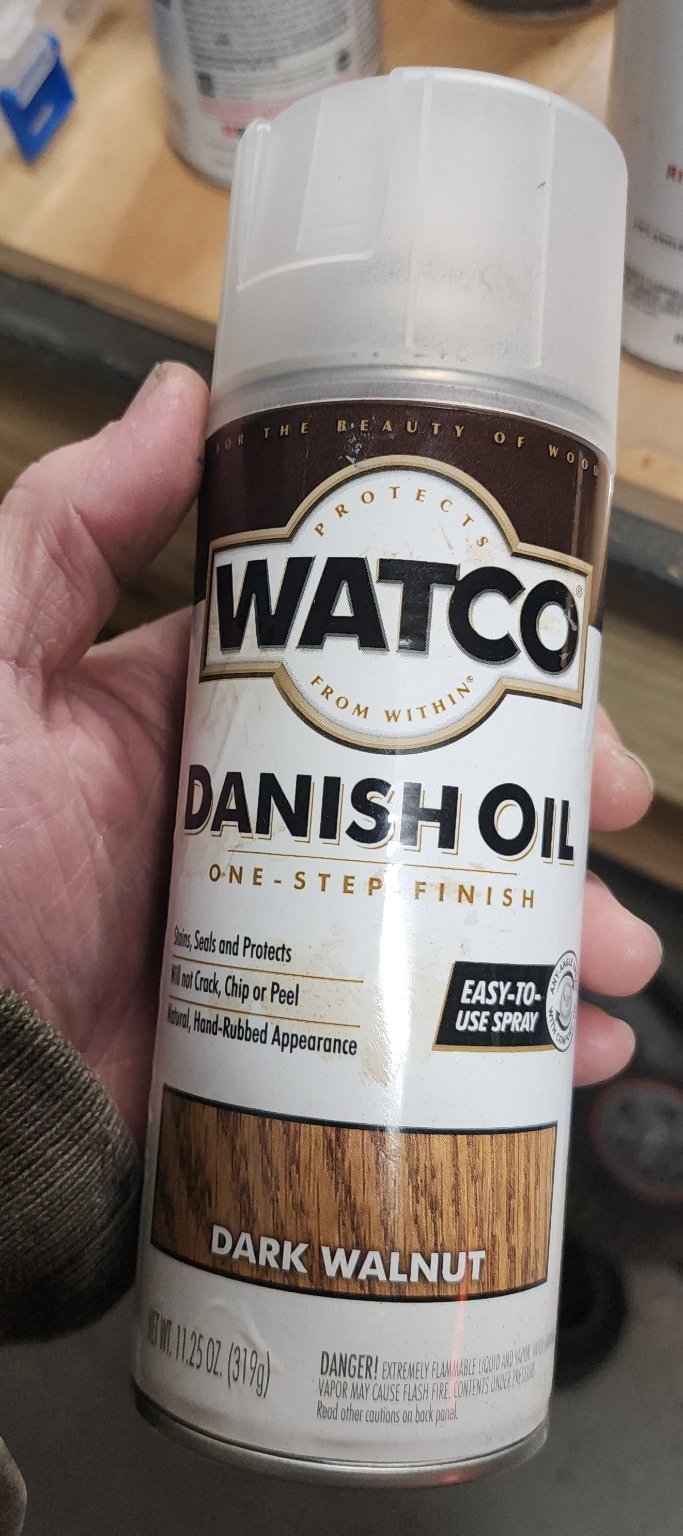 FOR THE BEAUTY OF WOOD
PROTECTS
WATCO®
FROM WITHIN®
DANISH OIL
ONE-STEP FINISH
Stains, Seals and Protects
Will not Crack, Chip or Peel
Natural, Hand-Rubbed Appearance
EASY-TO-
USE SPRAY
ANY-ANGLE
DARK WALNUT
NET WT. 11.25 OZ. (319g)
DANGER! EXTREMELY FLAMMABLE LIQUID AND VAPOR.
VAPOR MAY CAUSE FLASH FIRE. CONTENTS UNDER PRESSURE.
Read other cautions on back panel.